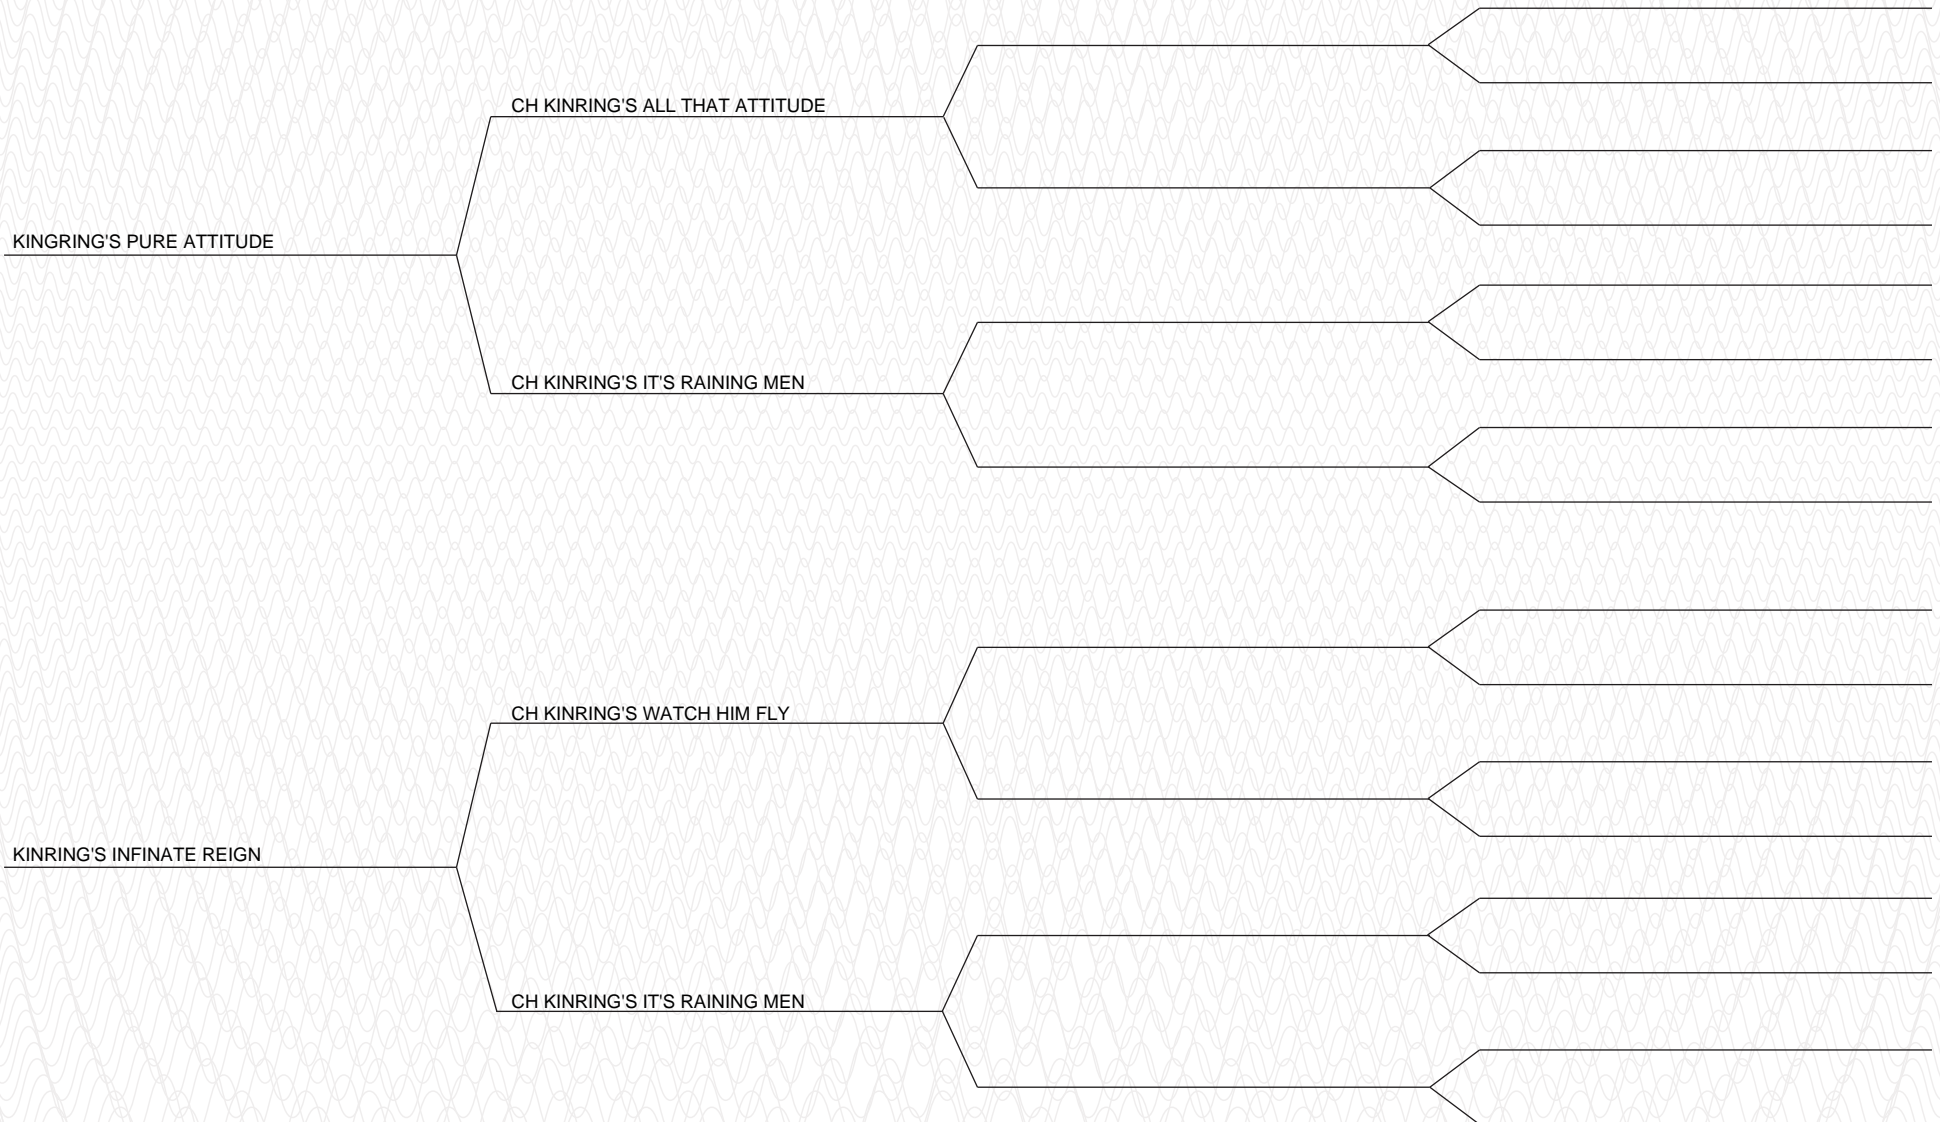 CH KINRING'S ALL THAT ATTITUDE
KINGRING'S PURE ATTITUDE
CH KINRING'S IT'S RAINING MEN
CH KINRING'S WATCH HIM FLY
KINRING'S INFINATE REIGN
CH KINRING'S IT'S RAINING MEN